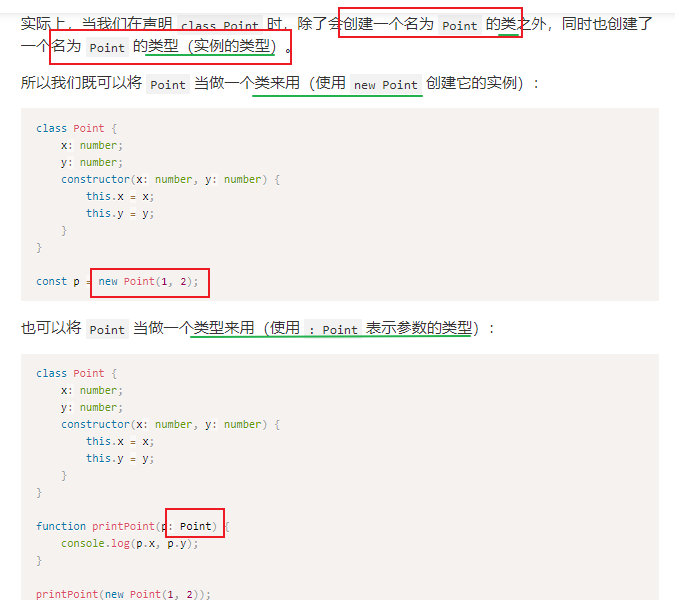 实际上，当我们在声明 class Point 时，除了会创建一个名为 Point 的类之外，同时也创建了
一个名为 Point 的类型（实例的类型）。
所以我们既可以将 Point 当做一个类来用（使用 new Point 创建它的实例）：
class Point {
    x: number;
    y: number;
    constructor(x: number, y: number) {
        this.x = x;
        this.y = y;
    }
}
const p = new Point(1, 2);
也可以将 Point 当做一个类型来用（使用 : Point 表示参数的类型）：
class Point {
    x: number;
    y: number;
    constructor(x: number, y: number) {
        this.x = x;
        this.y = y;
    }
}
function printPoint(p: Point) {
    console.log(p.x, p.y);
}
printPoint(new Point(1, 2));